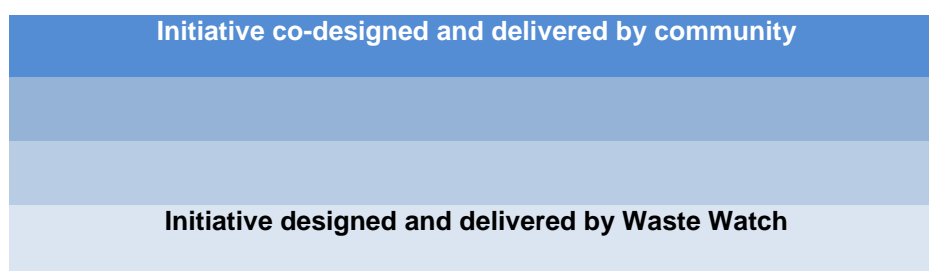 Initiative co-designed and delivered by community
Initiative designed and delivered by Waste Watch